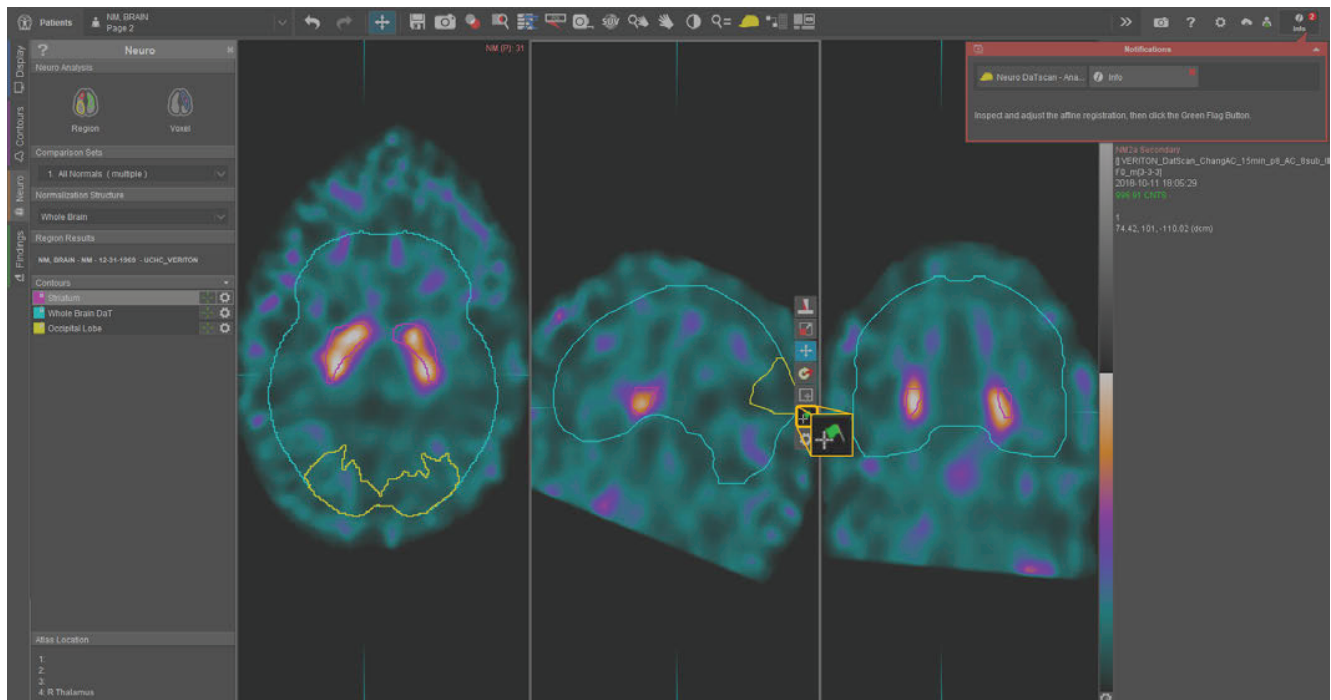 Patients
NM, BRAIN
Page 2
SUV
Info
2
Display
Contours
Neuro
Findings
Neuro
Neuro Analysis
Region
Voxel
Comparison Sets
1. All Normals ( multiple )
Normalization Structure
Whole Brain
Region Results
NM, BRAIN - NM - 12-31-1969 - UCHC_VERITON
Contours
Striatum
Whole Brain DaT
Occipital Lobe
Atlas Location
1:
2:
3:
4: R Thalamus
NM (P): 31
Notifications
Neuro DaTscan - Ana...
Info
Inspect and adjust the affine registration, then click the Green Flag Button.
NM2a Secondary
2018-10-11 18:05:29
1
74.42, 101, -110.02 (dcm)